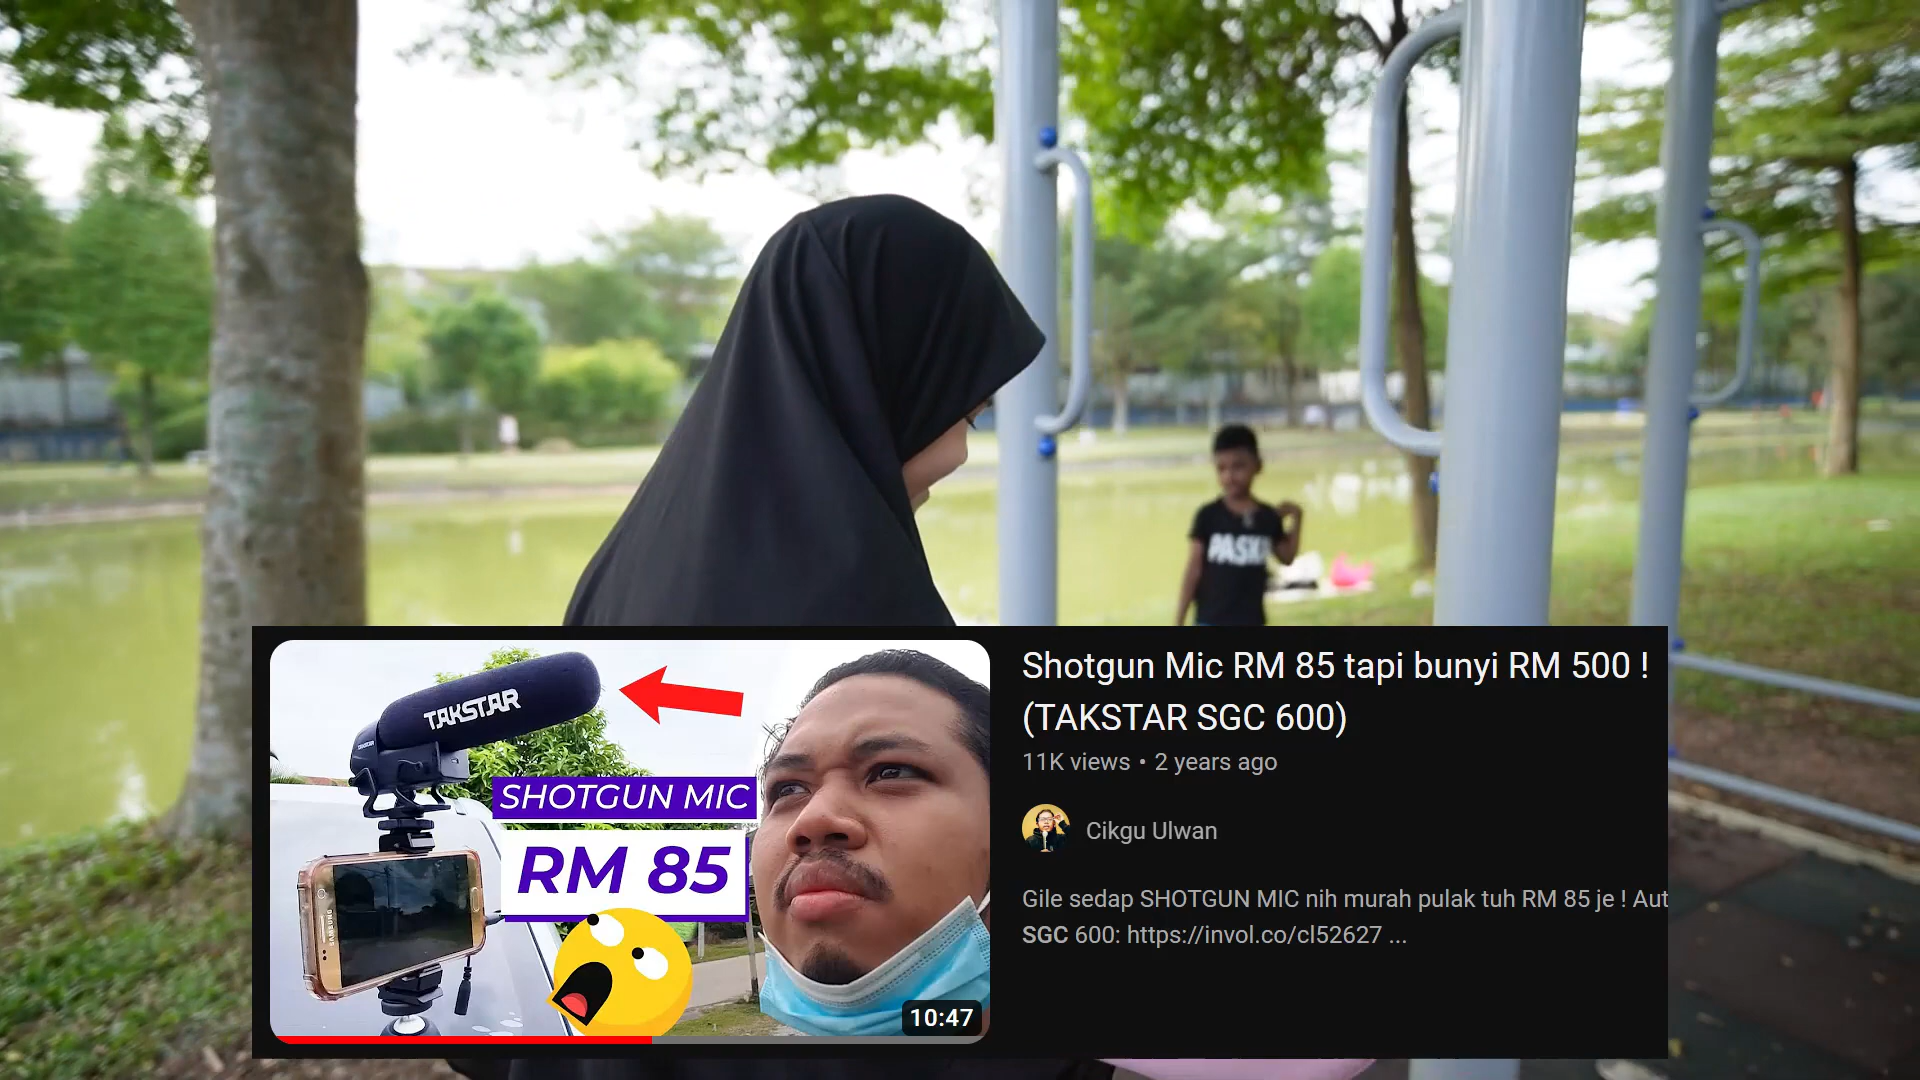 PASK
TAKSTAR
SHOTGUN MIC
RM 85
SAMSUNG
10:47
Shotgun Mic RM 85 tapi bunyi RM 500 !
(TAKSTAR SGC 600)
11K views • 2 years ago
Cikgu Ulwan
Gile sedap SHOTGUN MIC nih murah pulak tuh RM 85 je ! Aut
SGC 600: https://invol.co/cl52627 ...